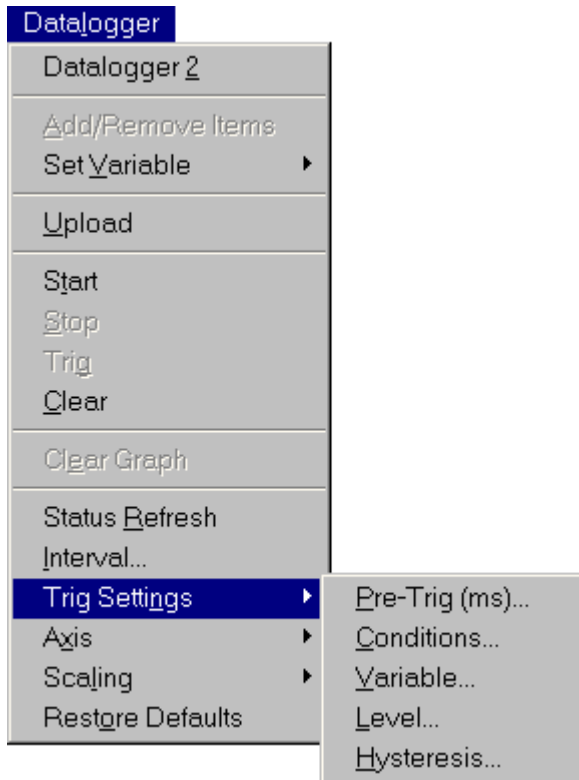 Datalogger
Datalogger 2
Add/Remove Items
Set Variable
Upload
Start
Stop
Trig
Clear
Clear Graph
Status Refresh
Interval...
Trig Settings
Axis
Scaling
Restore Defaults
Pre-Trig (ms)...
Conditions...
Variable...
Level...
Hysteresis...